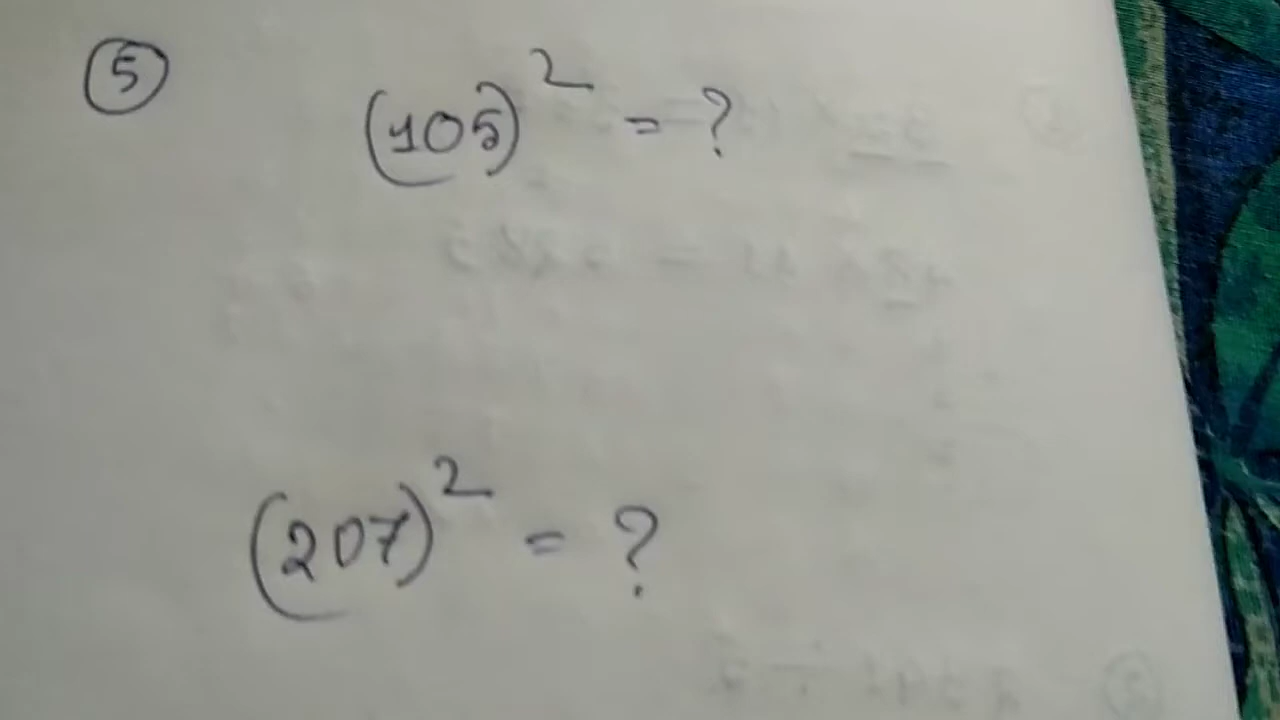 5
(105)² = ?
(207)² = ?